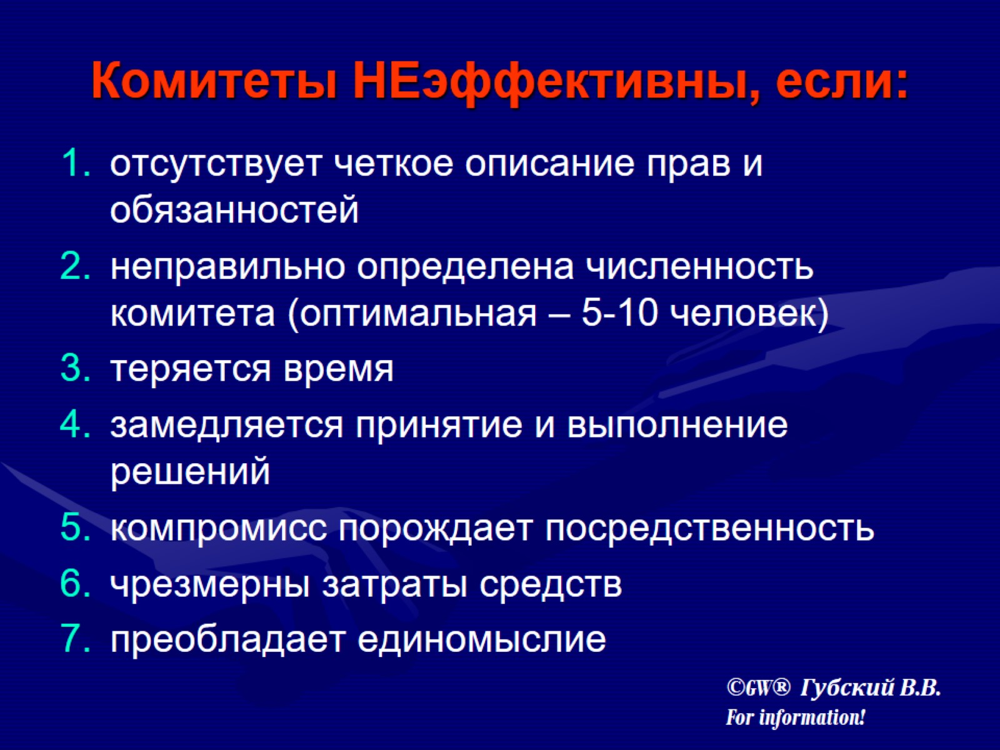 Комитеты НЕэффективны, если:
1. отсутствует четкое описание прав и
обязанностей
2. неправильно определена численность
комитета (оптимальная – 5-10 человек)
3. теряется время
4. замедляется принятие и выполнение
решений
5. компромисс порождает посредственность
6. чрезмерны затраты средств
7. преобладает единомыслие
©GW® Губский В.В.
For information!